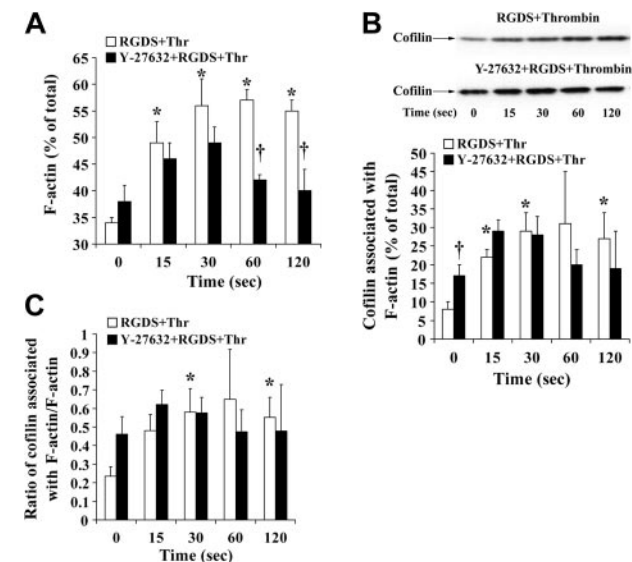 A
RGDS+Thr
Y-27632+RGDS+Thr
F-actin (% of total)
65
60
55
50
45
40
35
30
*
*
*
*
†
†
0 15 30 60 120
Time (sec)
B
RGDS+Thrombin
Cofilin
Y-27632+RGDS+Thrombin
Cofilin
Time (sec) 0 15 30 60 120
RGDS+Thr
Y-27632+RGDS+Thr
Cofilin associated with
F-actin (% of total)
50
45
40
35
30
25
20
15
10
5
0
†
*
*
*
0 15 30 60 120
Time (sec)
C
RGDS+Thr
Y-27632+RGDS+Thr
Ratio of cofilin associated
with F-actin/F-actin
1
0.9
0.8
0.7
0.6
0.5
0.4
0.3
0.2
0.1
0
*
*
0 15 30 60 120
Time (sec)